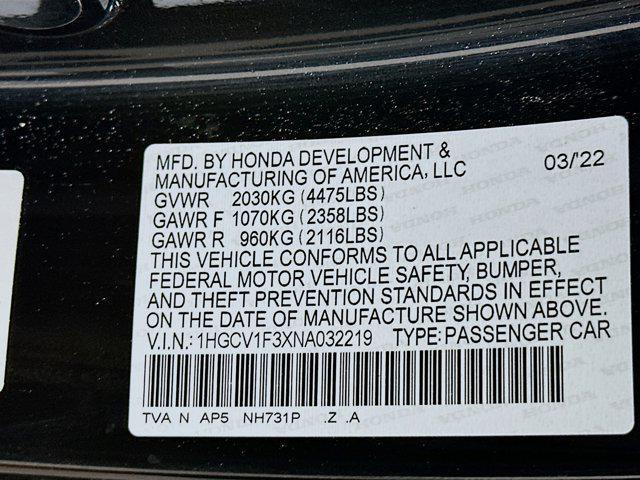 MFD. BY HONDA DEVELOPMENT &
MANUFACTURING OF AMERICA, LLC 03/'22
GVWR 2030KG (4475LBS)
GAWR F 1070KG (2358LBS)
GAWR R 960KG (2116LBS)
THIS VEHICLE CONFORMS TO ALL APPLICABLE
FEDERAL MOTOR VEHICLE SAFETY, BUMPER,
AND THEFT PREVENTION STANDARDS IN EFFECT
ON THE DATE OF MANUFACTURE SHOWN ABOVE.
V.I.N.: 1HGCV1F3XNA032219 TYPE: PASSENGER CAR
TVA N AP5 NH731P .Z .A